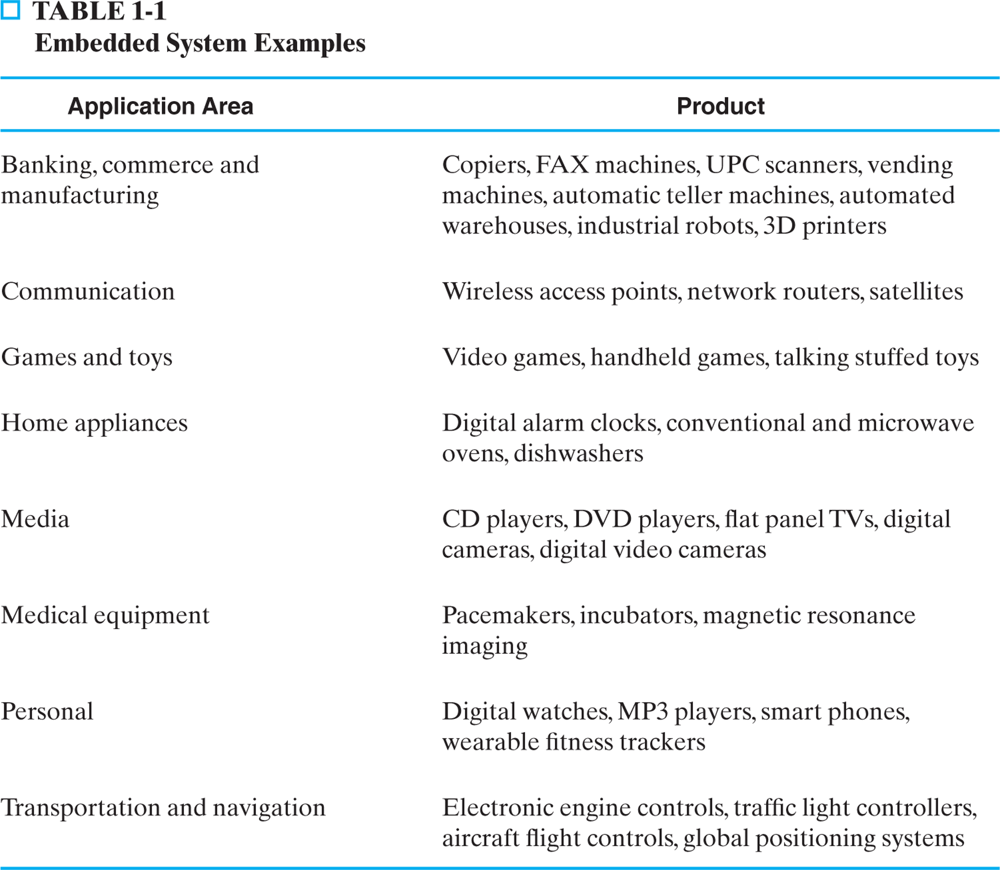 TABLE 1-1
Embedded System Examples
Application Area Product
Banking, commerce and Copiers, FAX machines, UPC scanners, vending
manufacturing machines, automatic teller machines, automated
warehouses, industrial robots, 3D printers
Communication Wireless access points, network routers, satellites
Games and toys Video games, handheld games, talking stuffed toys
Home appliances Digital alarm clocks, conventional and microwave
ovens, dishwashers
Media CD players, DVD players, flat panel TVs, digital
cameras, digital video cameras
Medical equipment Pacemakers, incubators, magnetic resonance
imaging
Personal Digital watches, MP3 players, smart phones,
wearable fitness trackers
Transportation and navigation Electronic engine controls, traffic light controllers,
aircraft flight controls, global positioning systems